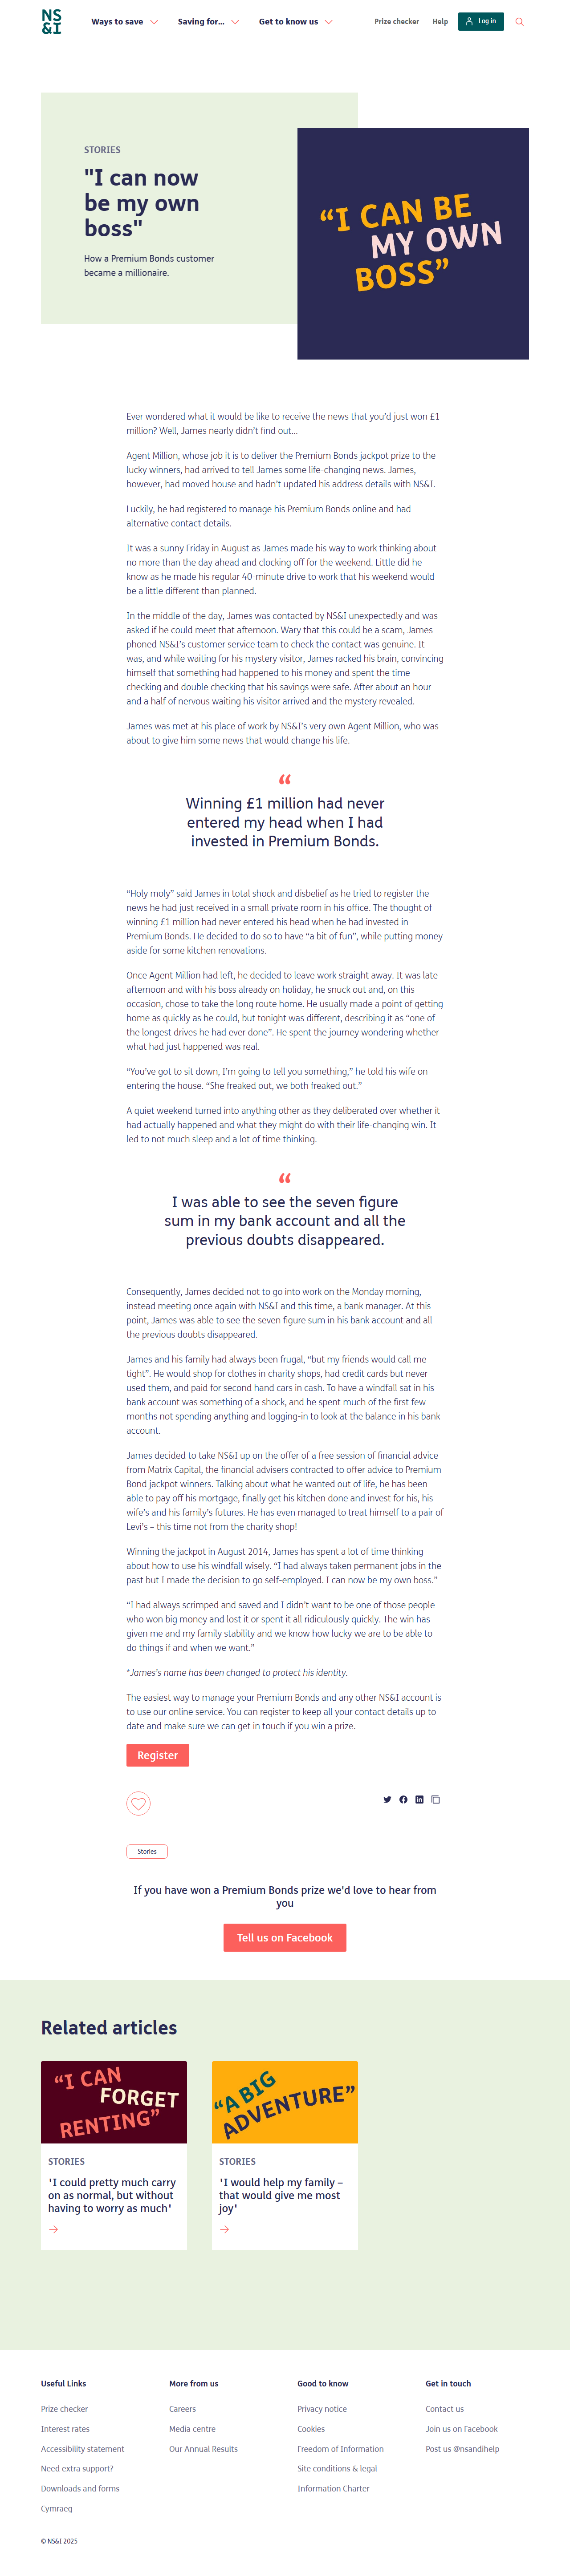 NS&I
Ways to save
Saving for...
Get to know us
Prize checker
Help
Log in
STORIES
"I can now
be my own
boss"
How a Premium Bonds customer
became a millionaire.
“I CAN BE
MY OWN
BOSS”
Ever wondered what it would be like to receive the news that you’d just won £1
million? Well, James nearly didn’t find out...
Agent Million, whose job it is to deliver the Premium Bonds jackpot prize to the
lucky winners, had arrived to tell James some life-changing news. James,
however, had moved house and hadn’t updated his address details with NS&I.
Luckily, he had registered to manage his Premium Bonds online and had
alternative contact details.
It was a sunny Friday in August as James made his way to work thinking about
no more than the day ahead and clocking off for the weekend. Little did he
know as he made his regular 40-minute drive to work that his weekend would
be a little different than planned.
In the middle of the day, James was contacted by NS&I unexpectedly and was
asked if he could meet that afternoon. Wary that this could be a scam, James
phoned NS&I’s customer service team to check the contact was genuine. It
was, and while waiting for his mystery visitor, James racked his brain, convincing
himself that something had happened to his money and spent the time
checking and double checking that his savings were safe. After about an hour
and a half of nervous waiting his visitor arrived and the mystery revealed.
James was met at his place of work by NS&I’s very own Agent Million, who was
about to give him some news that would change his life.
“
Winning £1 million had never
entered my head when I had
invested in Premium Bonds.
“Holy moly” said James in total shock and disbelief as he tried to register the
news he had just received in a small private room in his office. The thought of
winning £1 million had never entered his head when he had invested in
Premium Bonds. He decided to do so to have “a bit of fun”, while putting money
aside for some kitchen renovations.
Once Agent Million had left, he decided to leave work straight away. It was late
afternoon and with his boss already on holiday, he snuck out and, on this
occasion, chose to take the long route home. He usually made a point of getting
home as quickly as he could, but tonight was different, describing it as “one of
the longest drives he had ever done”. He spent the journey wondering whether
what had just happened was real.
“You’ve got to sit down, I’m going to tell you something,” he told his wife on
entering the house. “She freaked out, we both freaked out.”
A quiet weekend turned into anything other as they deliberated over whether it
had actually happened and what they might do with their life-changing win. It
led to not much sleep and a lot of time thinking.
“
I was able to see the seven figure
sum in my bank account and all the
previous doubts disappeared.
Consequently, James decided not to go into work on the Monday morning,
instead meeting once again with NS&I and this time, a bank manager. At this
point, James was able to see the seven figure sum in his bank account and all
the previous doubts disappeared.
James and his family had always been frugal, “but my friends would call me
tight”. He would shop for clothes in charity shops, had credit cards but never
used them, and paid for second hand cars in cash. To have a windfall sat in his
bank account was something of a shock, and he spent much of the first few
months not spending anything and logging-in to look at the balance in his bank
account.
James decided to take NS&I up on the offer of a free session of financial advice
from Matrix Capital, the financial advisers contracted to offer advice to Premium
Bond jackpot winners. Talking about what he wanted out of life, he has been
able to pay off his mortgage, finally get his kitchen done and invest for his, his
wife’s and his family’s futures. He has even managed to treat himself to a pair of
Levi’s – this time not from the charity shop!
Winning the jackpot in August 2014, James has spent a lot of time thinking
about how to use his windfall wisely. “I had always taken permanent jobs in the
past but I made the decision to go self-employed. I can now be my own boss.”
“I had always scrimped and saved and I didn’t want to be one of those people
who won big money and lost it or spent it all ridiculously quickly. The win has
given me and my family stability and we know how lucky we are to be able to
do things if and when we want.”
*James’s name has been changed to protect his identity.
The easiest way to manage your Premium Bonds and any other NS&I account is
to use our online service. You can register to keep all your contact details up to
date and make sure we can get in touch if you win a prize.
Register
Stories
If you have won a Premium Bonds prize we'd love to hear from
you
Tell us on Facebook
Related articles
“I CAN
FORGET
RENTING”
“A BIG
ADVENTURE”
STORIES
'I could pretty much carry
on as normal, but without
having to worry as much'
STORIES
'I would help my family –
that would give me most
joy'
Useful Links
Prize checker
Interest rates
Accessibility statement
Need extra support?
Downloads and forms
Cymraeg
More from us
Careers
Media centre
Our Annual Results
Good to know
Privacy notice
Cookies
Freedom of Information
Site conditions & legal
Information Charter
Get in touch
Contact us
Join us on Facebook
Post us @nsandihelp
© NS&I 2025